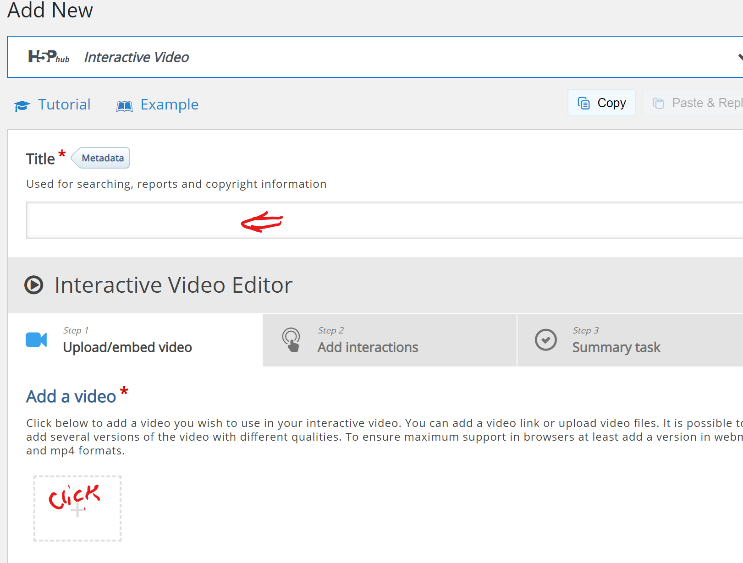 Add New
H5P hub Interactive Video
Tutorial Example Copy Paste & Repl
Title * Metadata
Used for searching, reports and copyright information
Interactive Video Editor
Step 1 Step 2 Step 3
Upload/embed video Add interactions Summary task
Add a video *
Click below to add a video you wish to use in your interactive video. You can add a video link or upload video files. It is possible to
add several versions of the video with different qualities. To ensure maximum support in browsers at least add a version in webm
and mp4 formats.
Click
+